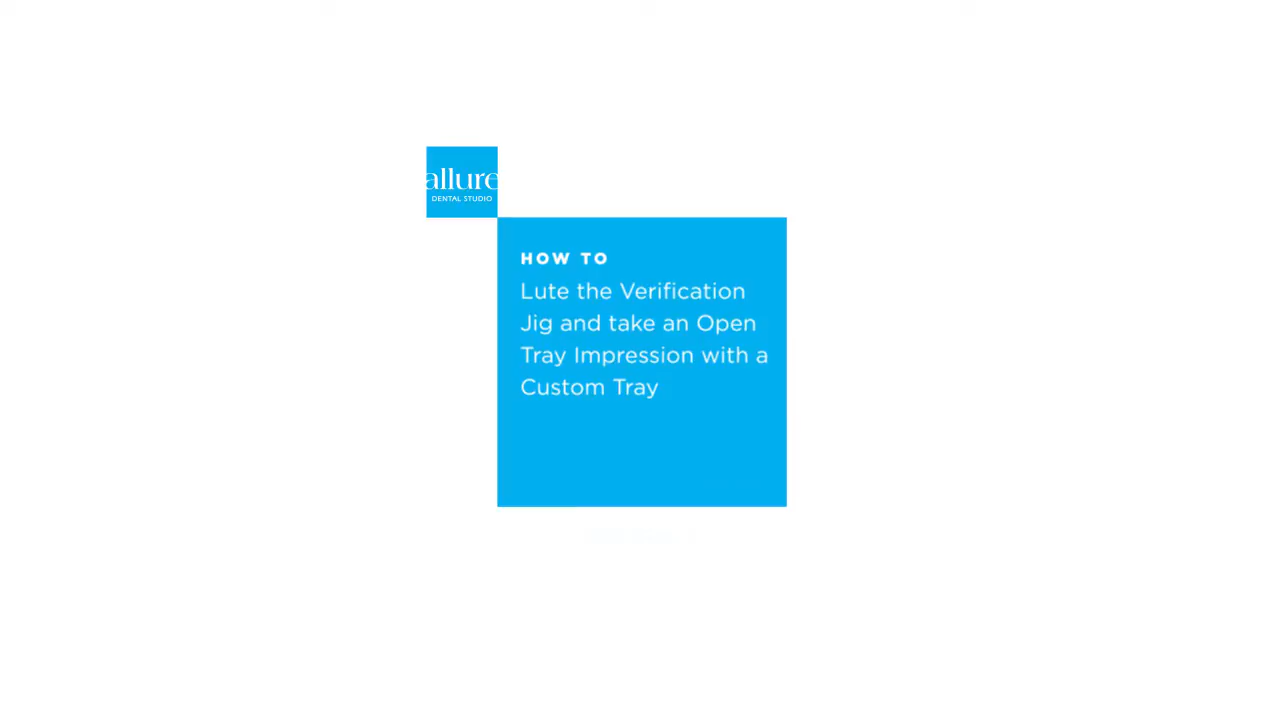 allure
DENTAL STUDIO
HOW TO
Lute the Verification
Jig and take an Open
Tray Impression with a
Custom Tray